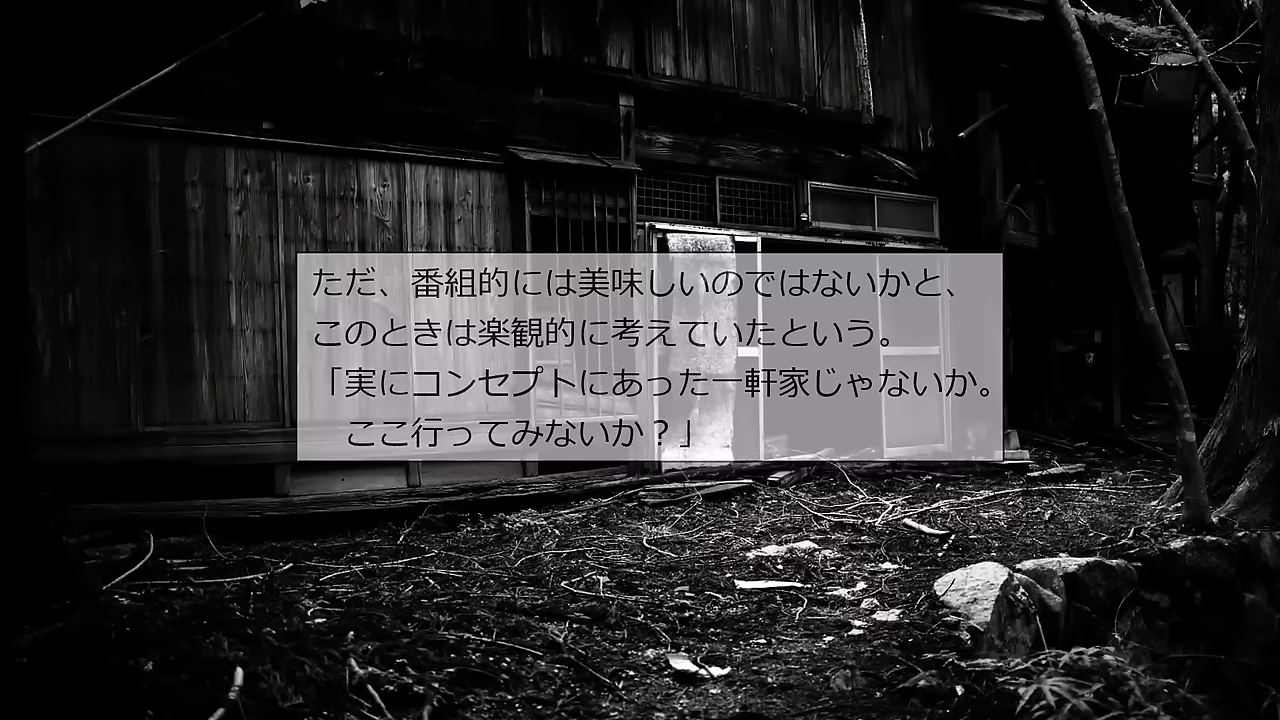 ただ、番組的には美味しいのではないかと、
このときは楽観的に考えていたという。
「実にコンセプトにあった一軒家じゃないか。
　ここ行ってみないか？」